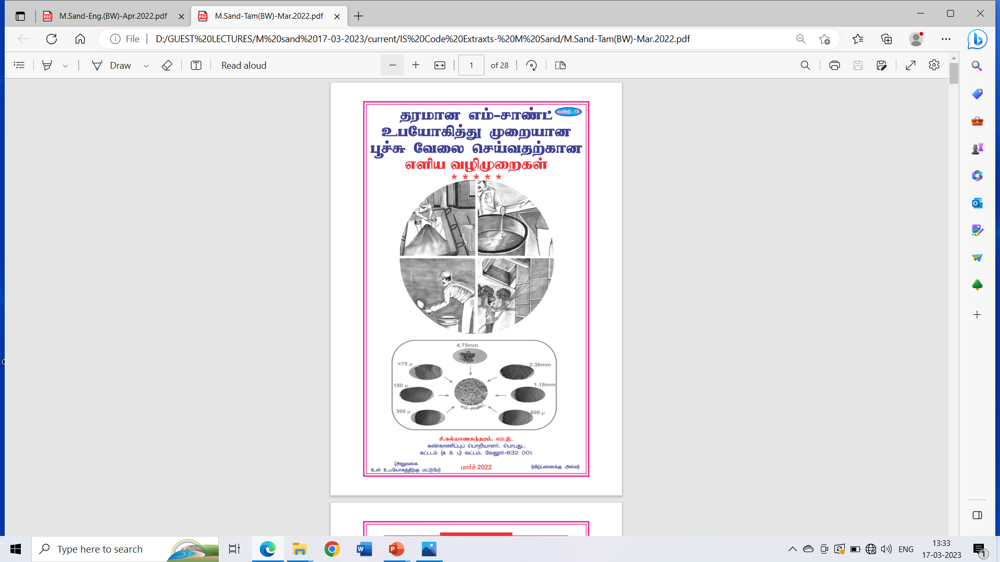 M.Sand-Eng.(BW)-Apr.2022.pdf
M.Sand-Tam(BW)-Mar.2022.pdf
File
D:/GUEST%20LECTURES/M%20sand%2017-03-2023/current/IS%20Code%20Extraxts-%20M%20Sand/M.Sand-Tam(BW)-Mar.2022.pdf
Draw
Read aloud
1
of 28
தரமான எம்-சாண்ட்
உபயோகித்து முறையான
பூச்சு வேலை செய்வதற்கான
எளிய வழிமுறைகள்
* * * * *
4.75mm
<75 µ
2.36mm
150 µ
1.18mm
300 µ
600 µ
எம்-சாண்ட்
சி.கல்யாணசுந்தரம், எம்.இ.,
கண்காணிப்புப் பொறியாளர், பொபது.,
கட்டடம் (க & ப) வட்டம், வேலூர்-632 001.
(அலுவலக
உள் உபயோகத்திற்கு மட்டுமே)
மார்ச் 2022
(விற்பனைக்கு அல்ல)
Type here to search
ENG
13:33
17-03-2023
1